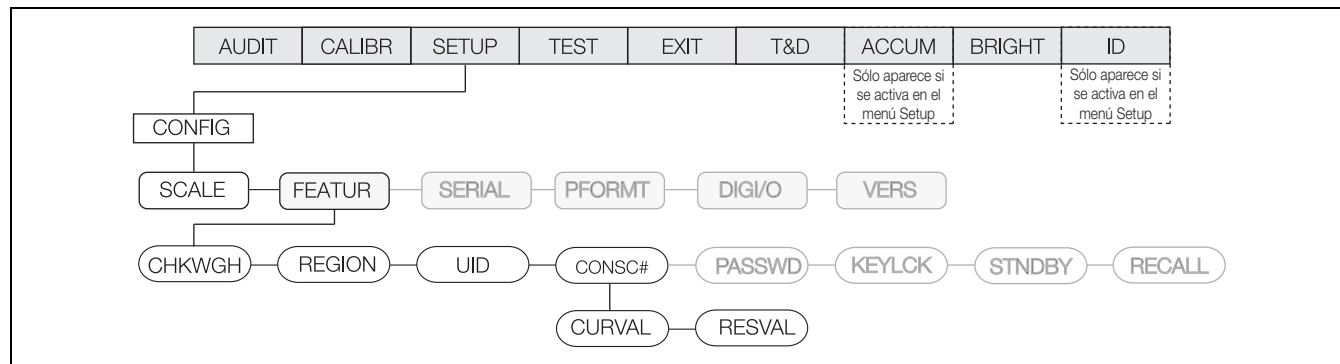 AUDIT CALIBR SETUP TEST EXIT T&D ACCUM BRIGHT ID
Sólo aparece si
se activa en el
menú Setup
Sólo aparece si
se activa en el
menú Setup
CONFIG
SCALE FEATUR SERIAL PFORMT DIGI/O VERS
CHKWGH REGION UID CONSC# PASSWD KEYLCK STNDBY RECALL
CURVAL RESVAL